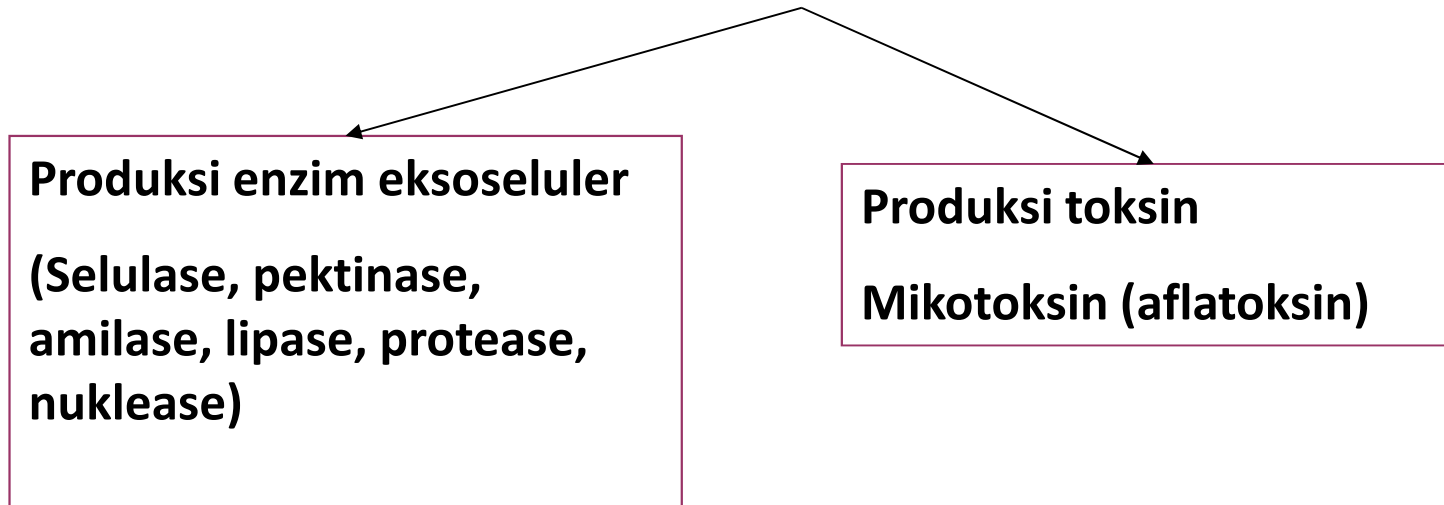 Produksi enzim eksoseluler
(Selulase, pektinase,
amilase, lipase, protease,
nuklease)
Produksi toksin
Mikotoksin (aflatoksin)